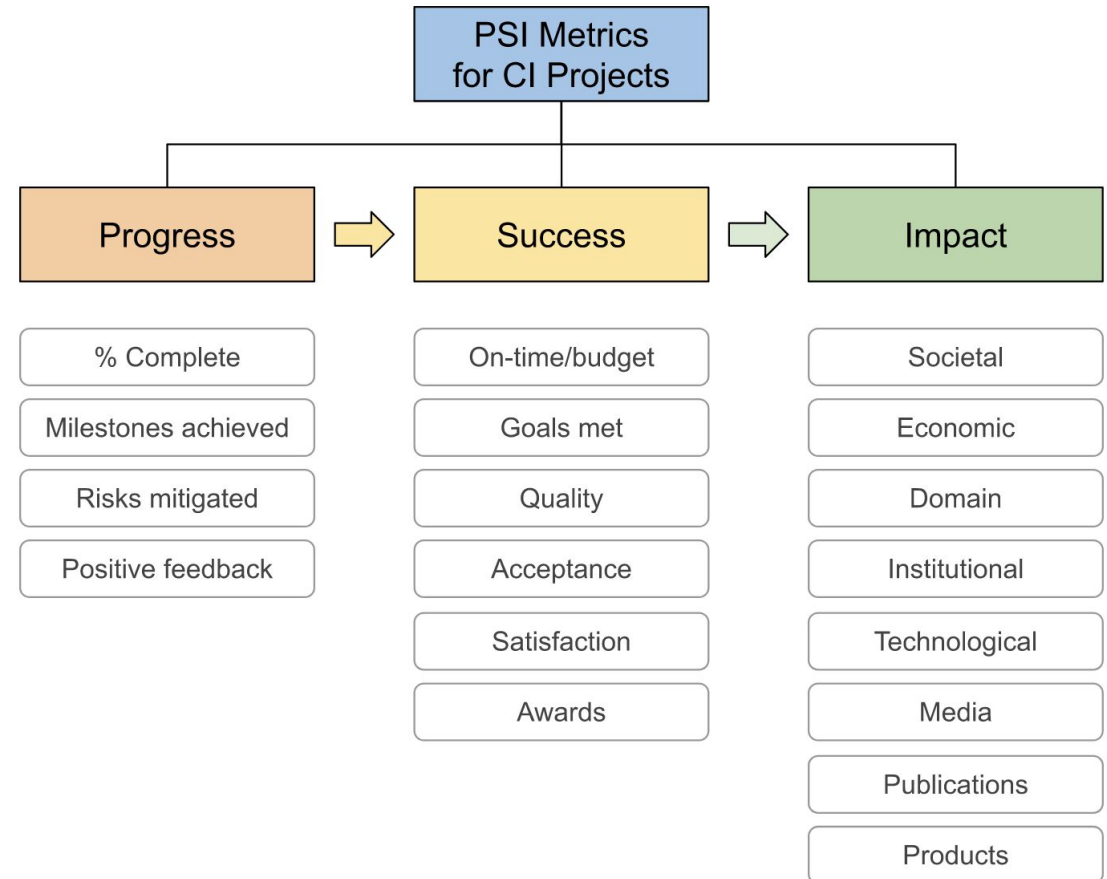 PSI Metrics
for CI Projects
Progress
Success
Impact
% Complete
Milestones achieved
Risks mitigated
Positive feedback
On-time/budget
Goals met
Quality
Acceptance
Satisfaction
Awards
Societal
Economic
Domain
Institutional
Technological
Media
Publications
Products